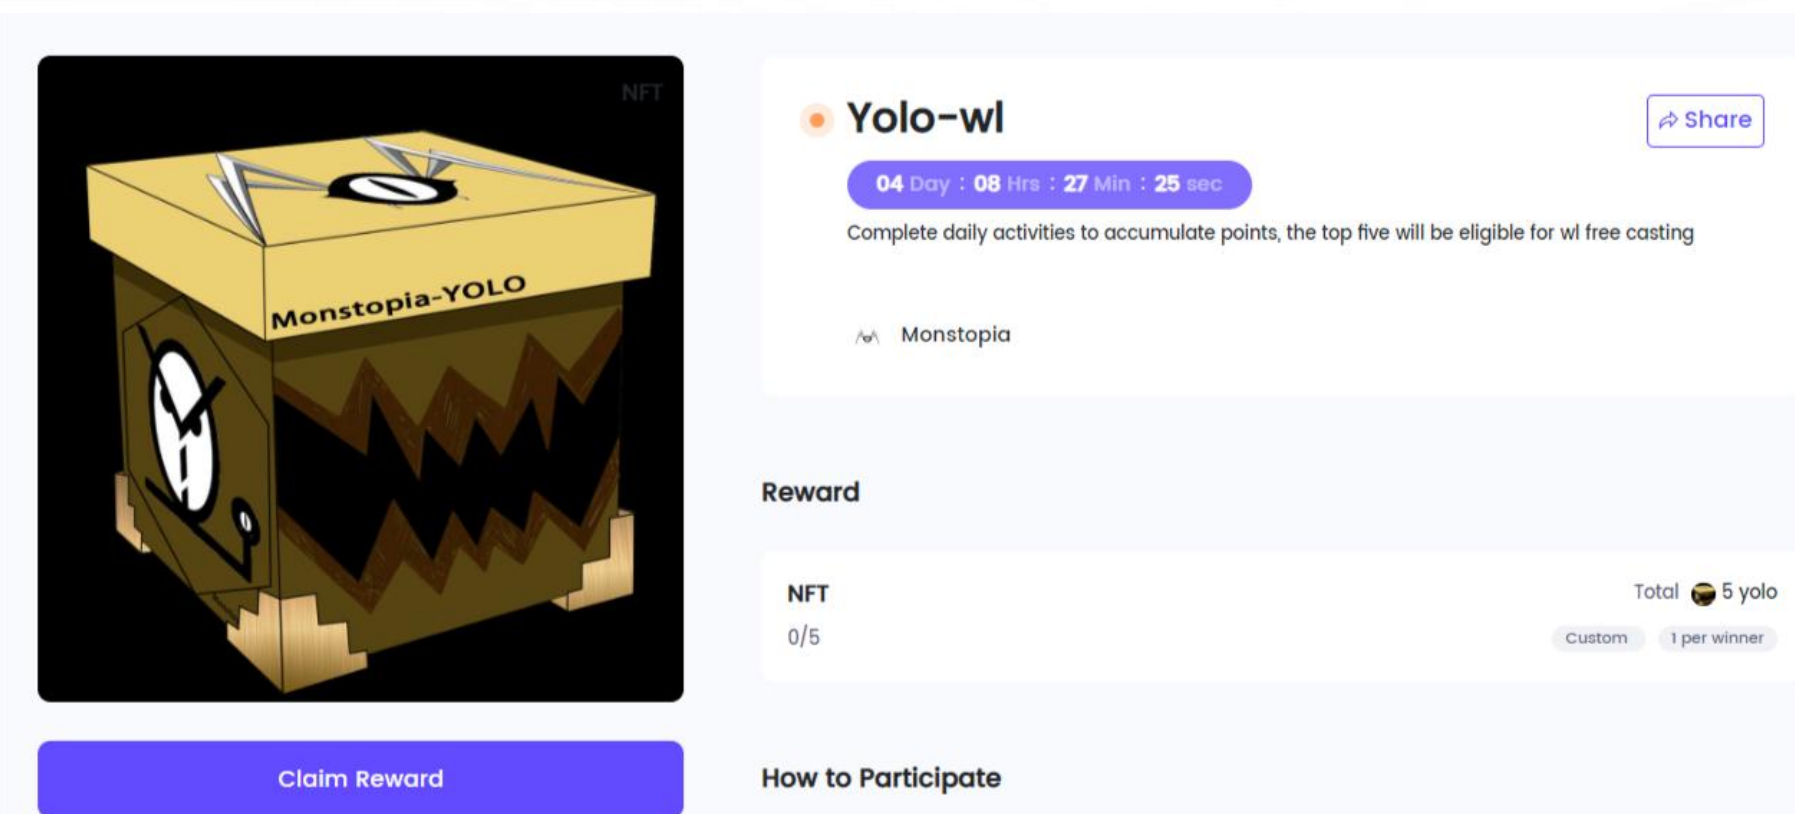 NFT
Monstopia-YOLO
Claim Reward
Yolo-wl
Share
04 Day : 08 Hrs : 27 Min : 25 sec
Complete daily activities to accumulate points, the top five will be eligible for wl free casting
Monstopia
Reward
NFT
Total 5 yolo
0/5
Custom 1 per winner
How to Participate